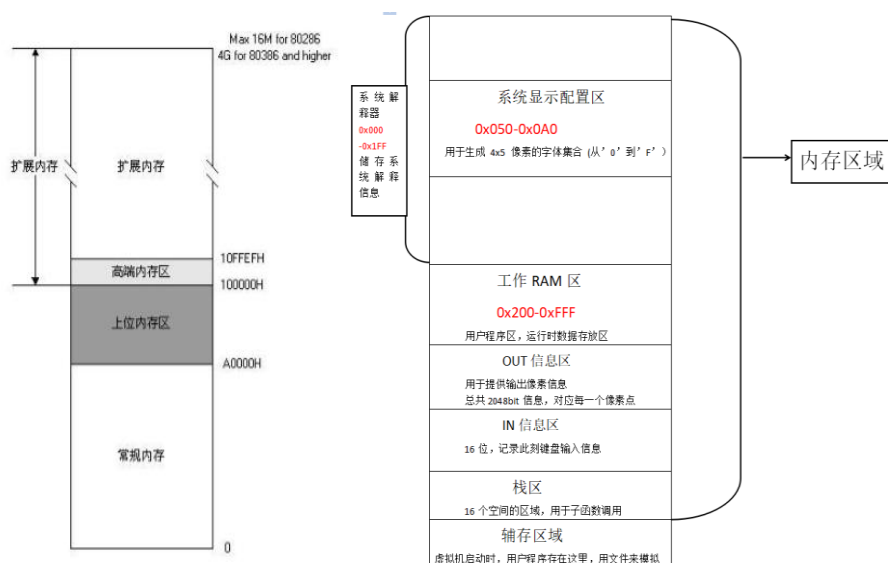 Max 16M for 80286
4G for 80386 and higher
扩展内存
扩展内存
10FFEFH
高端内存区
100000H
上位内存区
A0000H
常规内存
0
系统解
释器
0x000
-0x1FF
储存系
统解释
信息
系统显示配置区
0x050-0x0A0
用于生成 4x5 像素的字体集合 (从’0’到’F’)
工作 RAM 区
0x200-0xFFF
用户程序区，运行时数据存放区
OUT 信息区
用于提供输出像素信息
总共 2048bit 信息，对应每一个像素点
IN 信息区
16 位，记录此刻键盘输入信息
栈区
16 个空间的区域，用于子函数调用
辅存区域
虚拟机启动时，用户程序存在这里，用文件来模拟
内存区域